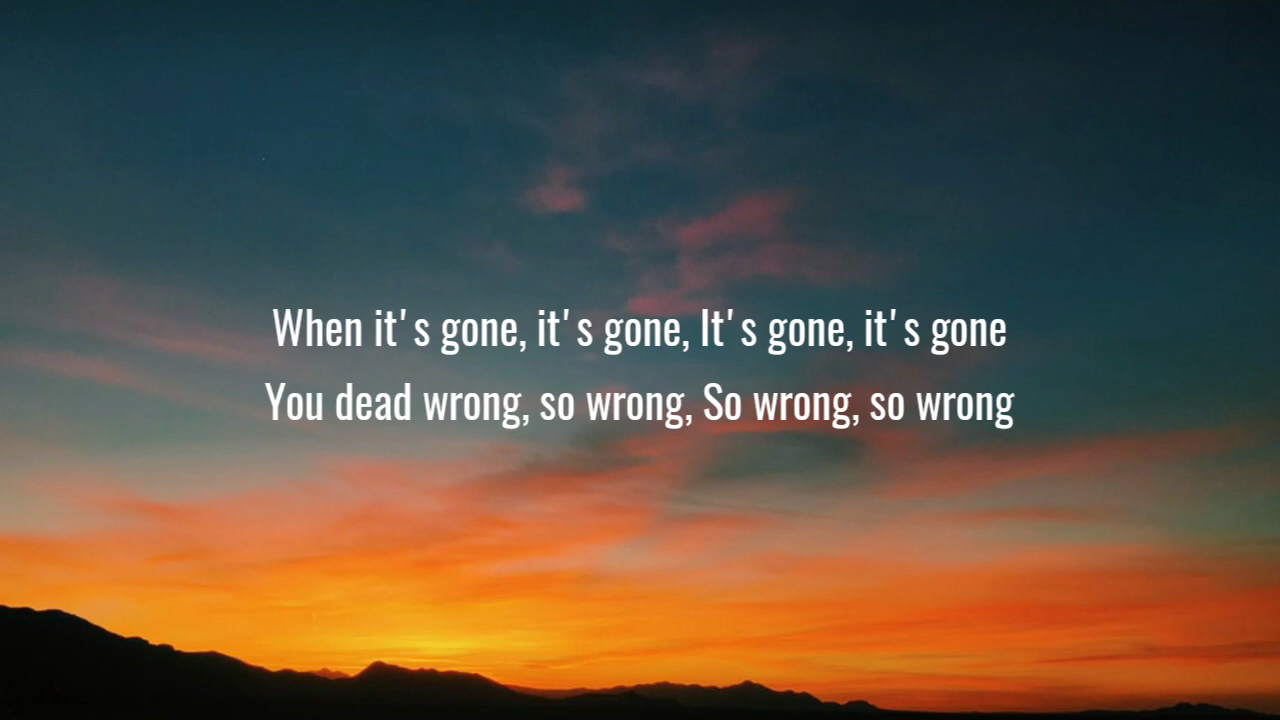 When it's gone, it's gone, It's gone, it's gone
You dead wrong, so wrong, So wrong, so wrong